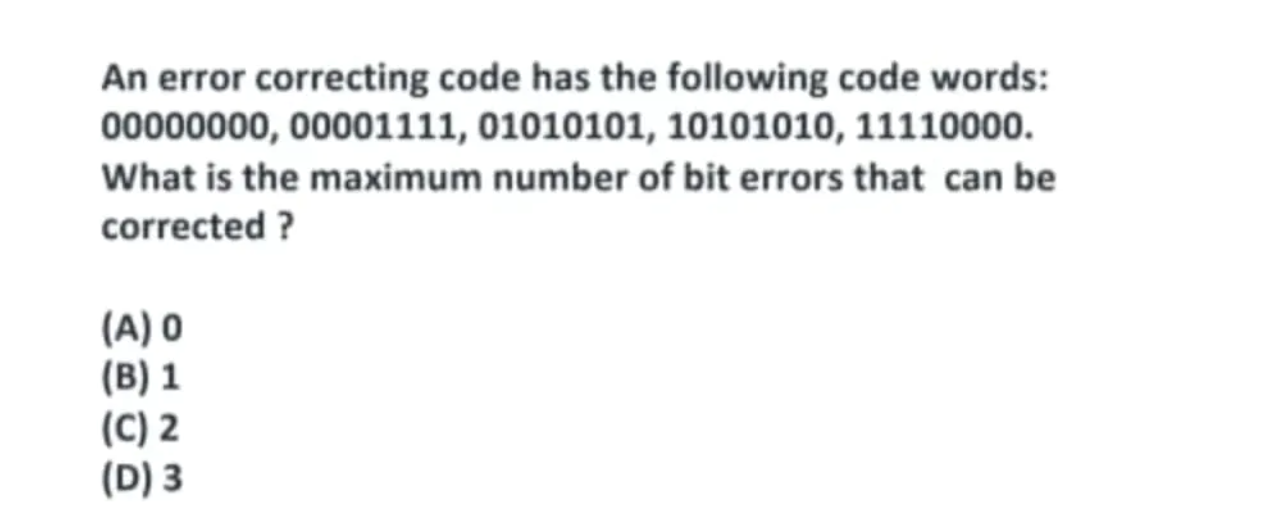 An error correcting code has the following code words:
00000000, 00001111, 01010101, 10101010, 11110000.
What is the maximum number of bit errors that can be
corrected ?
(A) 0
(B) 1
(C) 2
(D) 3